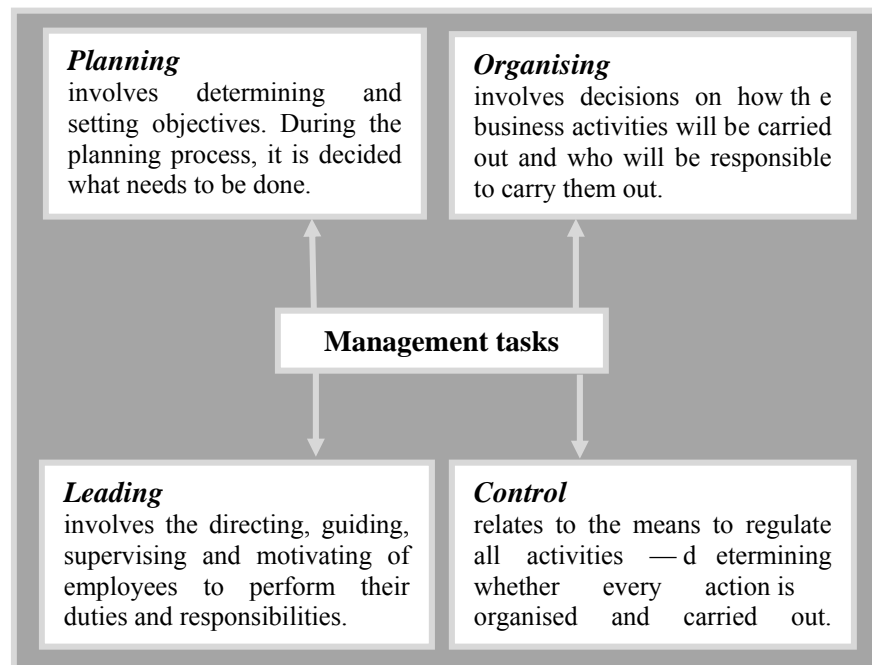 Planning
involves determining and
setting objectives. During the
planning process, it is decided
what needs to be done.
Organising
involves decisions on how th e
business activities will be carried
out and who will be responsible
to carry them out.
Management tasks
Leading
involves the directing, guiding,
supervising and motivating of
employees to perform their
duties and responsibilities.
Control
relates to the means to regulate
all activities — d etermining
whether every action is
organised and carried out.